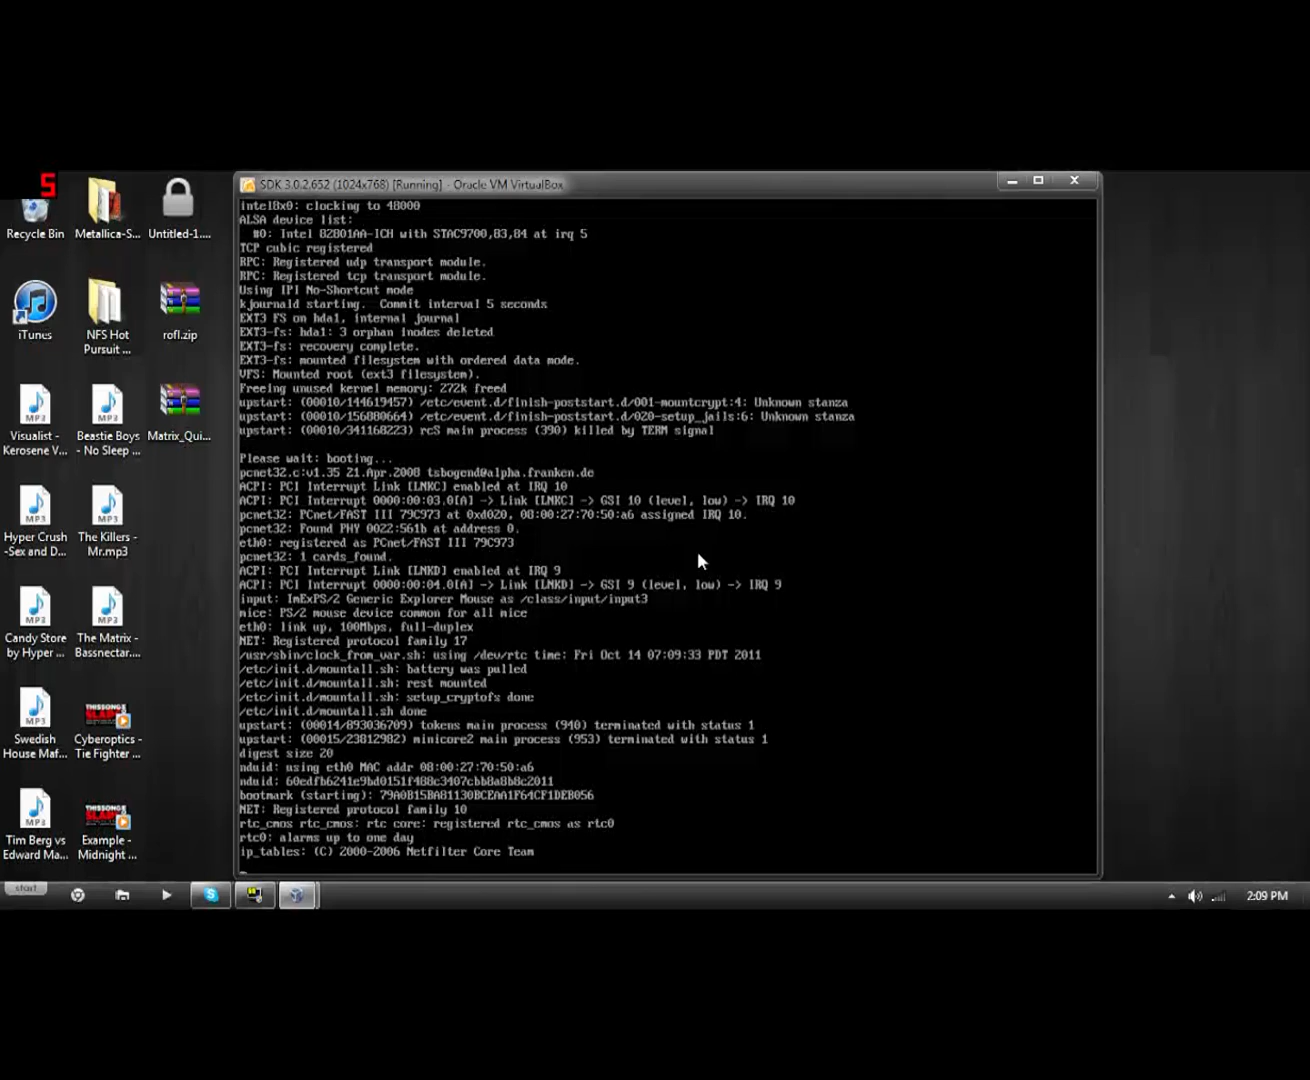 S
Recycle Bin
Metallica-S...
Untitled-1....
iTunes
NFS Hot
Pursuit ...
rofl.zip
MP3
Visualist -
Kerosene V...
MP3
Beastie Boys
- No Sleep ...
Matrix_Qui...
MP3
Hyper Crush
-Sex and D...
MP3
The Killers -
Mr.mp3
MP3
Candy Store
by Hyper ...
MP3
The Matrix -
Bassnectar....
MP3
Swedish
House Maf...
THISSONG
SLAPS
Cyberoptics -
Tie Fighter ...
MP3
Tim Berg vs
Edward Ma...
THISSONG
SLAPS
Example -
Midnight ...
SDK 3.0.2.652 (1024x768) [Running] - Oracle VM VirtualBox
intel8x0: clocking to 48000
ALSA device list:
#0: Intel 82801AA-ICH with STAC9700,83,84 at irq 5
TCP cubic registered
RPC: Registered udp transport module.
RPC: Registered tcp transport module.
Using IPI No-Shortcut mode
kjournald starting.  Commit interval 5 seconds
EXT3 FS on hda1, internal journal
EXT3-fs: hda1: 3 orphan inodes deleted
EXT3-fs: recovery complete.
EXT3-fs: mounted filesystem with ordered data mode.
VFS: Mounted root (ext3 filesystem).
Freeing unused kernel memory: 272k freed
upstart: (00010/144619457) /etc/event.d/finish-poststart.d/001-mountcrypt:4: Unknown stanza
upstart: (00010/156880664) /etc/event.d/finish-poststart.d/020-setup_jails:6: Unknown stanza
upstart: (00010/341168223) rcS main process (390) killed by TERM signal
Please wait: booting...
pcnet32.c:v1.35 21.Apr.2008 tsbogend@alpha.franken.de
ACPI: PCI Interrupt Link [LNKC] enabled at IRQ 10
ACPI: PCI Interrupt 0000:00:03.0[A] -> Link [LNKC] -> GSI 10 (level, low) -> IRQ 10
pcnet32: PCnet/FAST III 79C973 at 0xd020, 08:00:27:70:50:a6 assigned IRQ 10.
pcnet32: Found PHY 0022:561b at address 0.
eth0: registered as PCnet/FAST III 79C973
pcnet32: 1 cards_found.
ACPI: PCI Interrupt Link [LNKD] enabled at IRQ 9
ACPI: PCI Interrupt 0000:00:04.0[A] -> Link [LNKD] -> GSI 9 (level, low) -> IRQ 9
input: ImExPS/2 Generic Explorer Mouse as /class/input/input3
mice: PS/2 mouse device common for all mice
eth0: link up, 100Mbps, full-duplex
NET: Registered protocol family 17
/usr/sbin/clock_from_var.sh: using /dev/rtc time: Fri Oct 14 07:09:33 PDT 2011
/etc/init.d/mountall.sh: battery was pulled
/etc/init.d/mountall.sh: rest mounted
/etc/init.d/mountall.sh: setup_cryptofs done
/etc/init.d/mountall.sh done
upstart: (00014/893036709) tokens main process (940) terminated with status 1
upstart: (00015/23812982) minicore2 main process (953) terminated with status 1
digest size 20
nduid: using eth0 MAC addr 08:00:27:70:50:a6
nduid: 60edfb6241e9bd0151f488c3407cbb8a8b8c2011
bootmark (starting): 79A0B15BA81130BCEAA1F64CF1DEB056
NET: Registered protocol family 10
rtc_cmos rtc_cmos: rtc core: registered rtc_cmos as rtc0
rtc0: alarms up to one day
ip_tables: (C) 2000-2006 Netfilter Core Team
start
2:09 PM